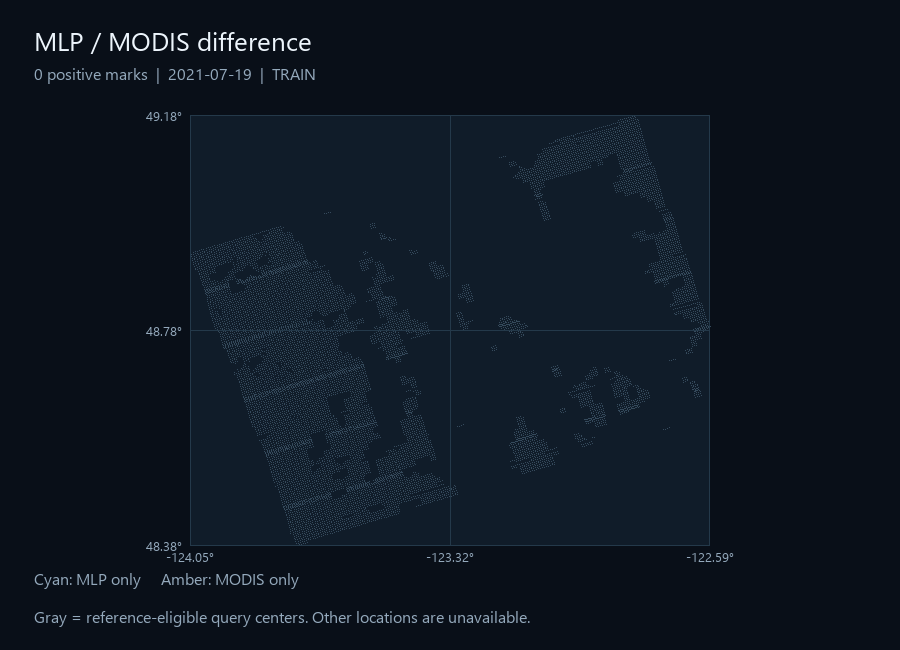 MLP / MODIS difference
0 positive marks | 2021-07-19 | TRAIN
49.18°
48.78°
48.38°
-124.05° -123.32° -122.59°
Cyan: MLP only Amber: MODIS only
Gray = reference-eligible query centers. Other locations are unavailable.